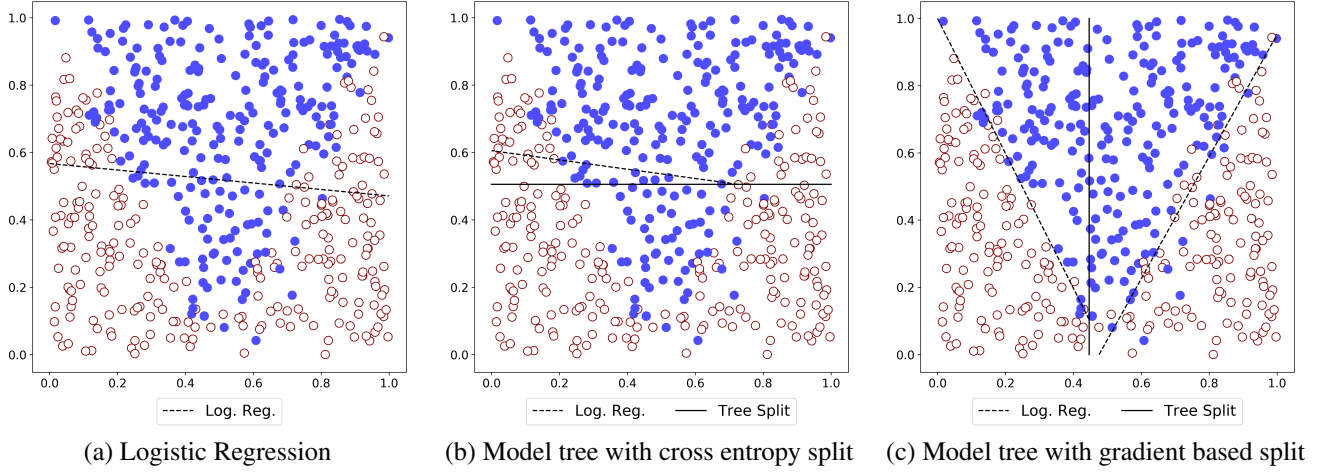 1.0
0.8
0.6
0.4
0.2
0.0
0.0 0.2 0.4 0.6 0.8 1.0
Log. Reg.
(a) Logistic Regression
1.0
0.8
0.6
0.4
0.2
0.0
0.0 0.2 0.4 0.6 0.8 1.0
Log. Reg. Tree Split
(b) Model tree with cross entropy split
1.0
0.8
0.6
0.4
0.2
0.0
0.0 0.2 0.4 0.6 0.8 1.0
Log. Reg. Tree Split
(c) Model tree with gradient based split